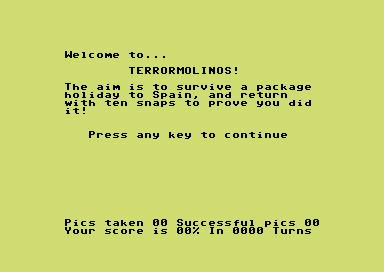 Welcome to...
TERRORMOLINOS!
The aim is to survive a package
holiday to Spain, and return
with ten snaps to prove you did
it!
Press any key to continue
Pics taken 00 Successful pics 00
Your score is 00% In 0000 Turns